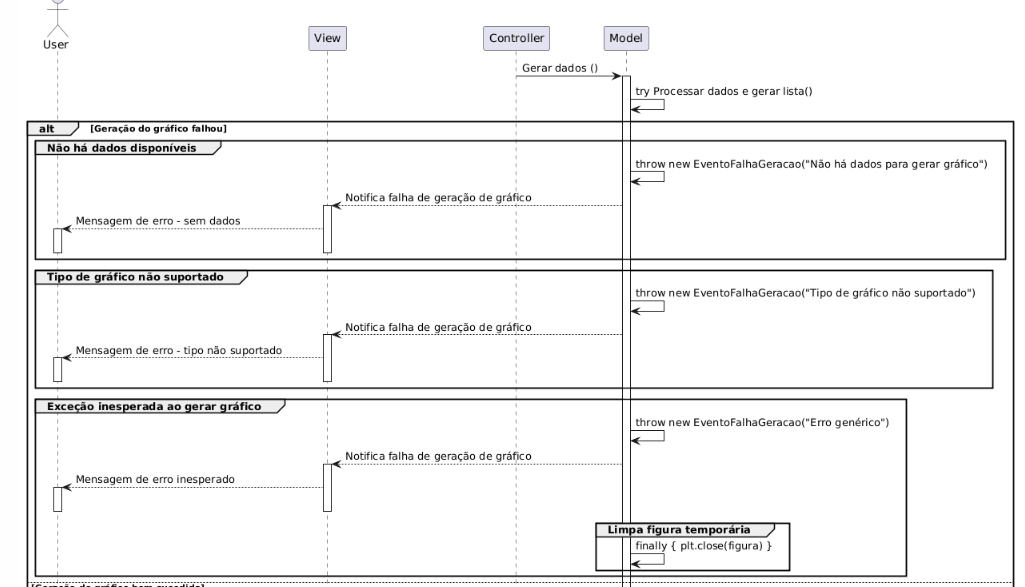 User
View
Controller
Model
Gerar dados ()
try Processar dados e gerar lista()
alt
[Geração do gráfico falhou]
Não há dados disponíveis
throw new EventoFalhaGeracao("Não há dados para gerar gráfico")
Notifica falha de geração de gráfico
Mensagem de erro - sem dados
Tipo de gráfico não suportado
throw new EventoFalhaGeracao("Tipo de gráfico não suportado")
Notifica falha de geração de gráfico
Mensagem de erro - tipo não suportado
Exceção inesperada ao gerar gráfico
throw new EventoFalhaGeracao("Erro genérico")
Notifica falha de geração de gráfico
Mensagem de erro inesperado
Limpa figura temporária
finally { plt.close(figura) }